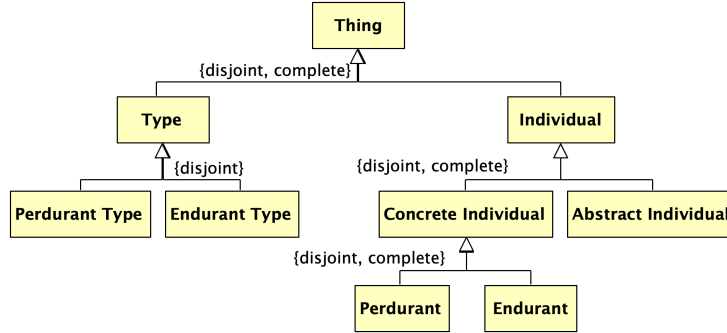 Thing
{disjoint, complete}
Type
Individual
{disjoint}
{disjoint, complete}
Perdurant Type
Endurant Type
Concrete Individual
Abstract Individual
{disjoint, complete}
Perdurant
Endurant